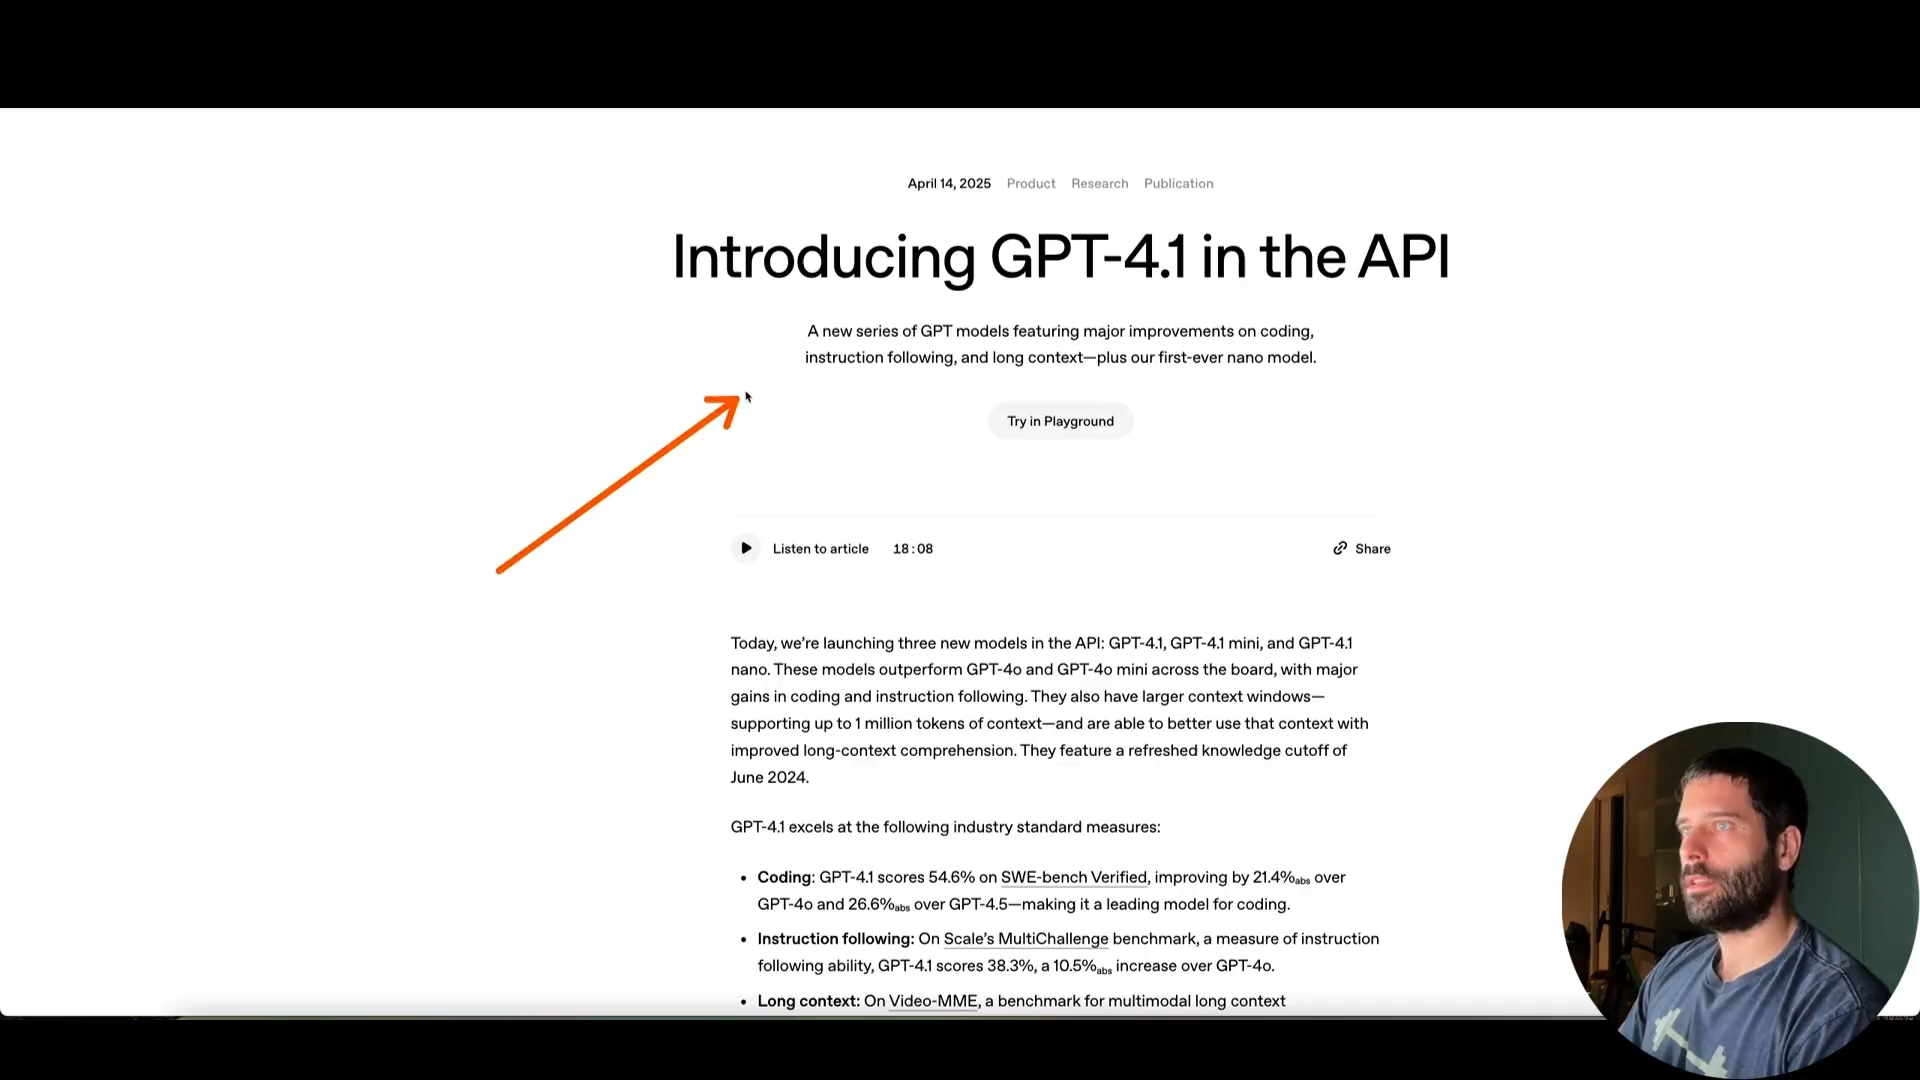 April 14, 2025 Product Research Publication
Introducing GPT-4.1 in the API
A new series of GPT models featuring major improvements on coding,
instruction following, and long context—plus our first-ever nano model.
Try in Playground
Listen to article 18:08 Share
Today, we’re launching three new models in the API: GPT-4.1, GPT-4.1 mini, and GPT-4.1
nano. These models outperform GPT-4o and GPT-4o mini across the board, with major
gains in coding and instruction following. They also have larger context windows—
supporting up to 1 million tokens of context—and are able to better use that context with
improved long-context comprehension. They feature a refreshed knowledge cutoff of
June 2024.
GPT-4.1 excels at the following industry standard measures:
• Coding: GPT-4.1 scores 54.6% on SWE-bench Verified, improving by 21.4%abs over
GPT-4o and 26.6%abs over GPT-4.5—making it a leading model for coding.
• Instruction following: On Scale’s MultiChallenge benchmark, a measure of instruction
following ability, GPT-4.1 scores 38.3%, a 10.5%abs increase over GPT-4o.
• Long context: On Video-MME, a benchmark for multimodal long context